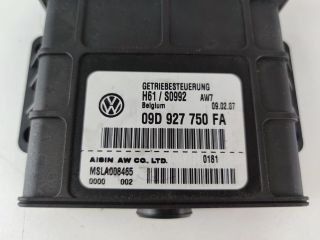 GETRIEBESTEUERUNG
H61 / S0992 AW7
Belgium 09.02.07
09D 927 750 FA
AISIN AW CO., LTD. 0181
MSLA008465
0000 002